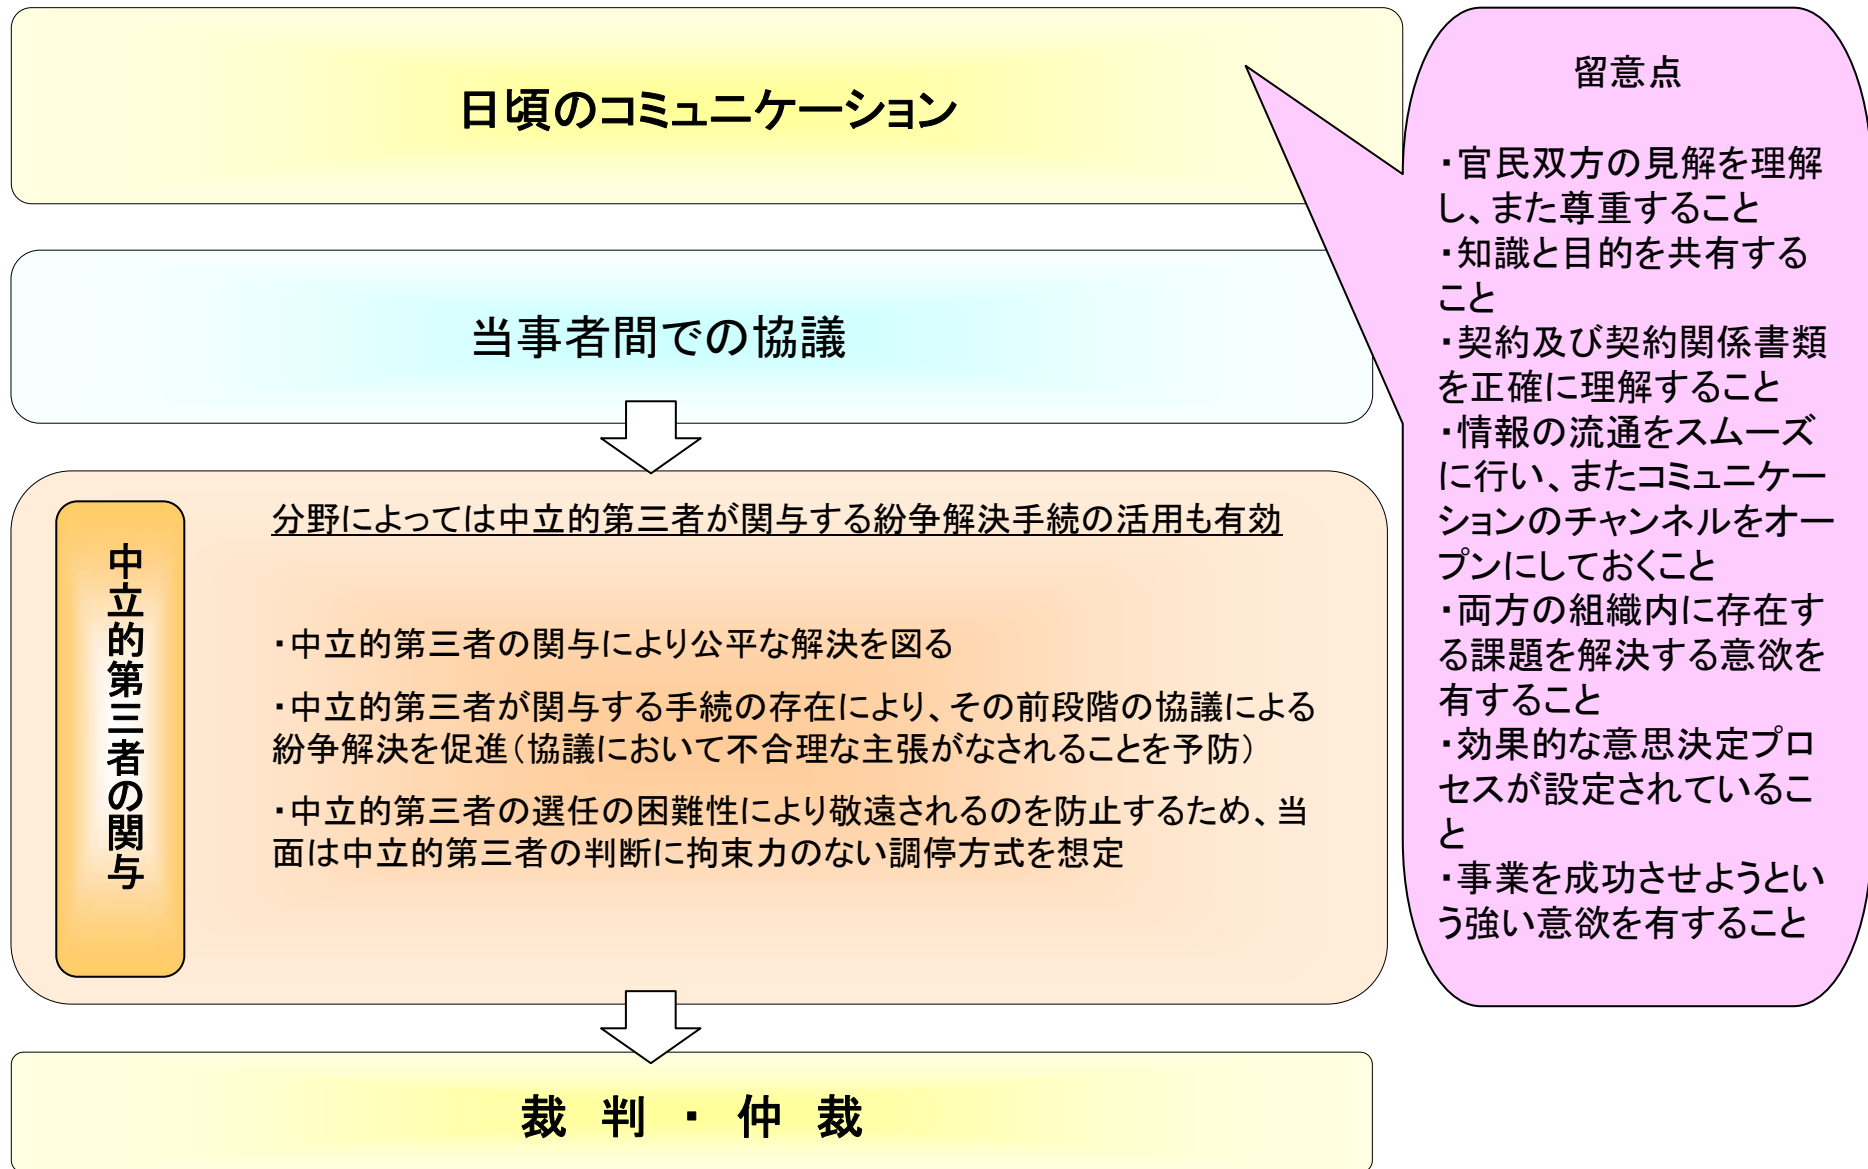 日頃のコミュニケーション
当事者間での協議
中立的第三者の関与
分野によっては中立的第三者が関与する紛争解決手続の活用も有効
・中立的第三者の関与により公平な解決を図る
・中立的第三者が関与する手続の存在により、その前段階の協議による
紛争解決を促進（協議において不合理な主張がなされることを予防）
・中立的第三者の選任の困難性により敬遠されるのを防止するため、当
面は中立的第三者の判断に拘束力のない調停方式を想定
裁　判　・　仲　裁
留意点
・官民双方の見解を理解
し、また尊重すること
・知識と目的を共有する
こと
・契約及び契約関係書類
を正確に理解すること
・情報の流通をスムーズ
に行い、またコミュニケー
ションのチャンネルをオー
プンにしておくこと
・両方の組織内に存在す
る課題を解決する意欲を
有すること
・効果的な意思決定プロ
セスが設定されているこ
と
・事業を成功させようとい
う強い意欲を有すること